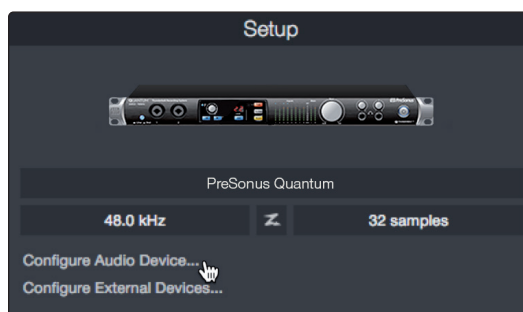 Setup
PreSonus Quantum
48.0 kHz
32 samples
Configure Audio Device...
Configure External Devices...